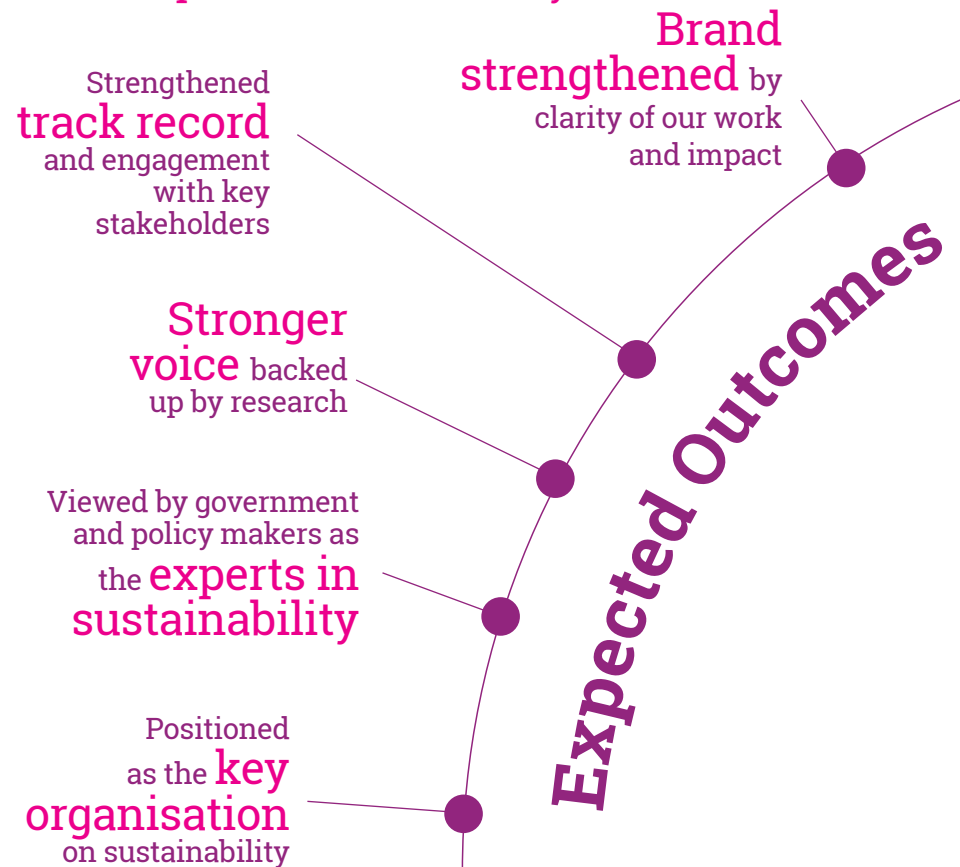 Brand
strengthened by
clarity of our work
and impact
Strengthened
track record
and engagement
with key
stakeholders
Stronger
voice backed
up by research
Viewed by government
and policy makers as
the experts in
sustainability
Positioned
as the key
organisation
on sustainability
Expected Outcomes